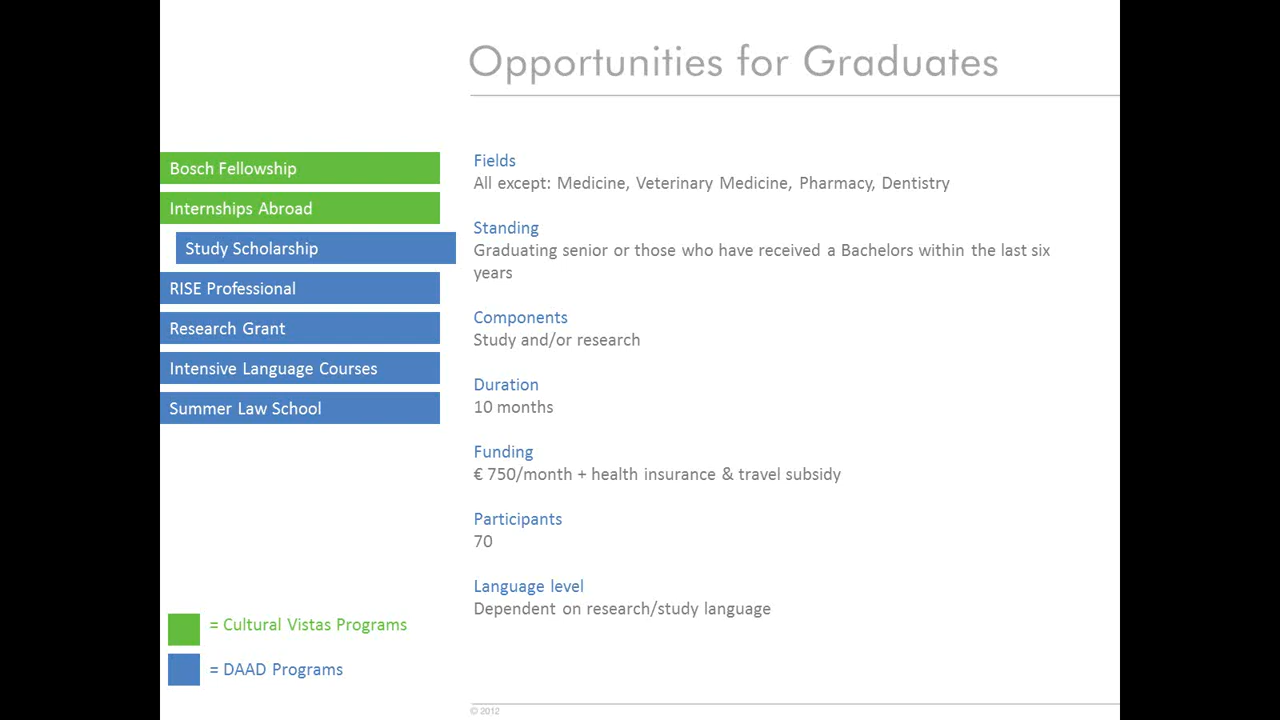 Opportunities for Graduates
Bosch Fellowship
Internships Abroad
Study Scholarship
RISE Professional
Research Grant
Intensive Language Courses
Summer Law School
Fields
All except: Medicine, Veterinary Medicine, Pharmacy, Dentistry
Standing
Graduating senior or those who have received a Bachelors within the last six
years
Components
Study and/or research
Duration
10 months
Funding
€ 750/month + health insurance & travel subsidy
Participants
70
Language level
Dependent on research/study language
= Cultural Vistas Programs
= DAAD Programs
© 2012